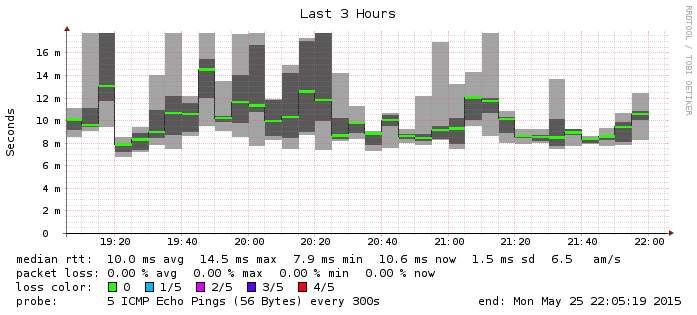 Last 3 Hours
RRDTOOL / TOBI OETIKER
Seconds
16 m
14 m
12 m
10 m
8 m
6 m
4 m
2 m
0
19:20 19:40 20:00 20:20 20:40 21:00 21:20 21:40 22:00
median rtt: 10.0 ms avg 14.5 ms max 7.9 ms min 10.6 ms now 1.5 ms sd 6.5 am/s
packet loss: 0.00 % avg 0.00 % max 0.00 % min 0.00 % now
loss color: 0 1/5 2/5 3/5 4/5
probe: 5 ICMP Echo Pings (56 Bytes) every 300s end: Mon May 25 22:05:19 2015